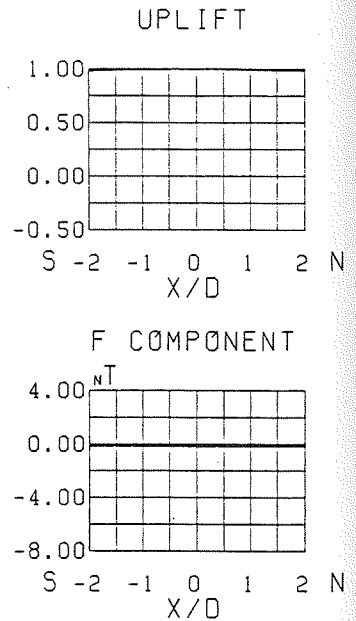 UPLIFT
1.00
0.50
0.00
-0.50
S -2 -1 0 1 2 N
X/D
F COMPONENT
NT
4.00
0.00
-4.00
-8.00
S -2 -1 0 1 2 N
X/D